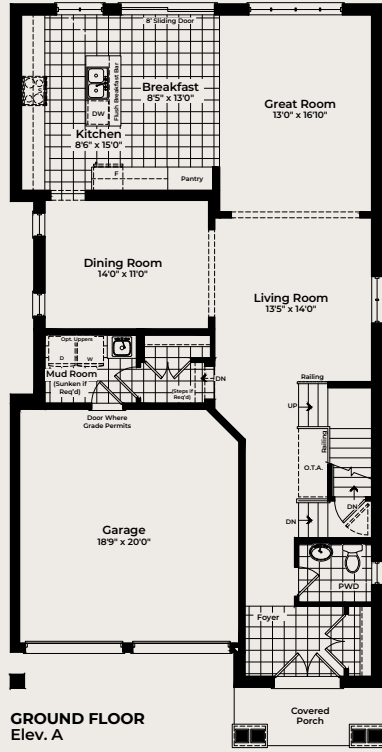 8' Sliding Door
Breakfast
8'5" x 13'0"
Flush Breakfast Bar
DW
Great Room
13'0" x 16'10"
Kitchen
8'6" x 15'0"
F
Pantry
Dining Room
14'0" x 11'0"
Living Room
13'5" x 14'0"
Opt. Uppers
D
W
Mud Room
(Sunken if
Req'd)
(Steps if
Req'd)
DN
Door Where
Grade Permits
Railing
UP
Railing
O.T.A.
DN
DN
Garage
18'9" x 20'0"
PWD
Foyer
Covered
Porch
GROUND FLOOR
Elev. A